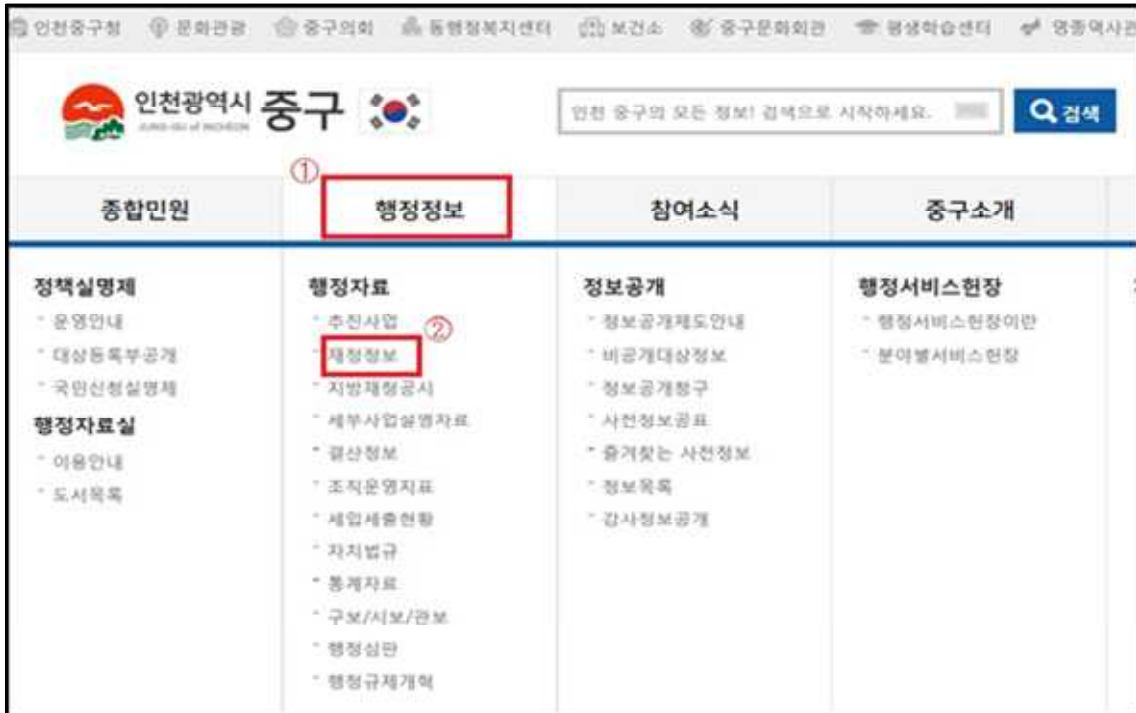 인천중구청 문화관광 중구의회 동행정복지센터 보건소 중구문화회관 평생학습센터 영종역사관
인천광역시 중구
JUNG-GU of INCHEON
인천 중구의 모든 정보! 검색으로 시작하세요.
검색
①
종합민원 행정정보 참여소식 중구소개
정책실명제
운영안내
대상등록부공개
국민신청실명제
행정자료실
이용안내
도서목록
행정자료
추진사업
②
재정정보
지방재정공시
세부사업설명자료
결산정보
조직운영지표
세입세출현황
자치법규
통계자료
구보/시보/관보
행정심판
행정규제개혁
정보공개
정보공개제도안내
비공개대상정보
정보공개청구
사전정보공표
즐겨찾는 사전정보
정보목록
감사정보공개
행정서비스헌장
행정서비스헌장이란
분야별서비스헌장